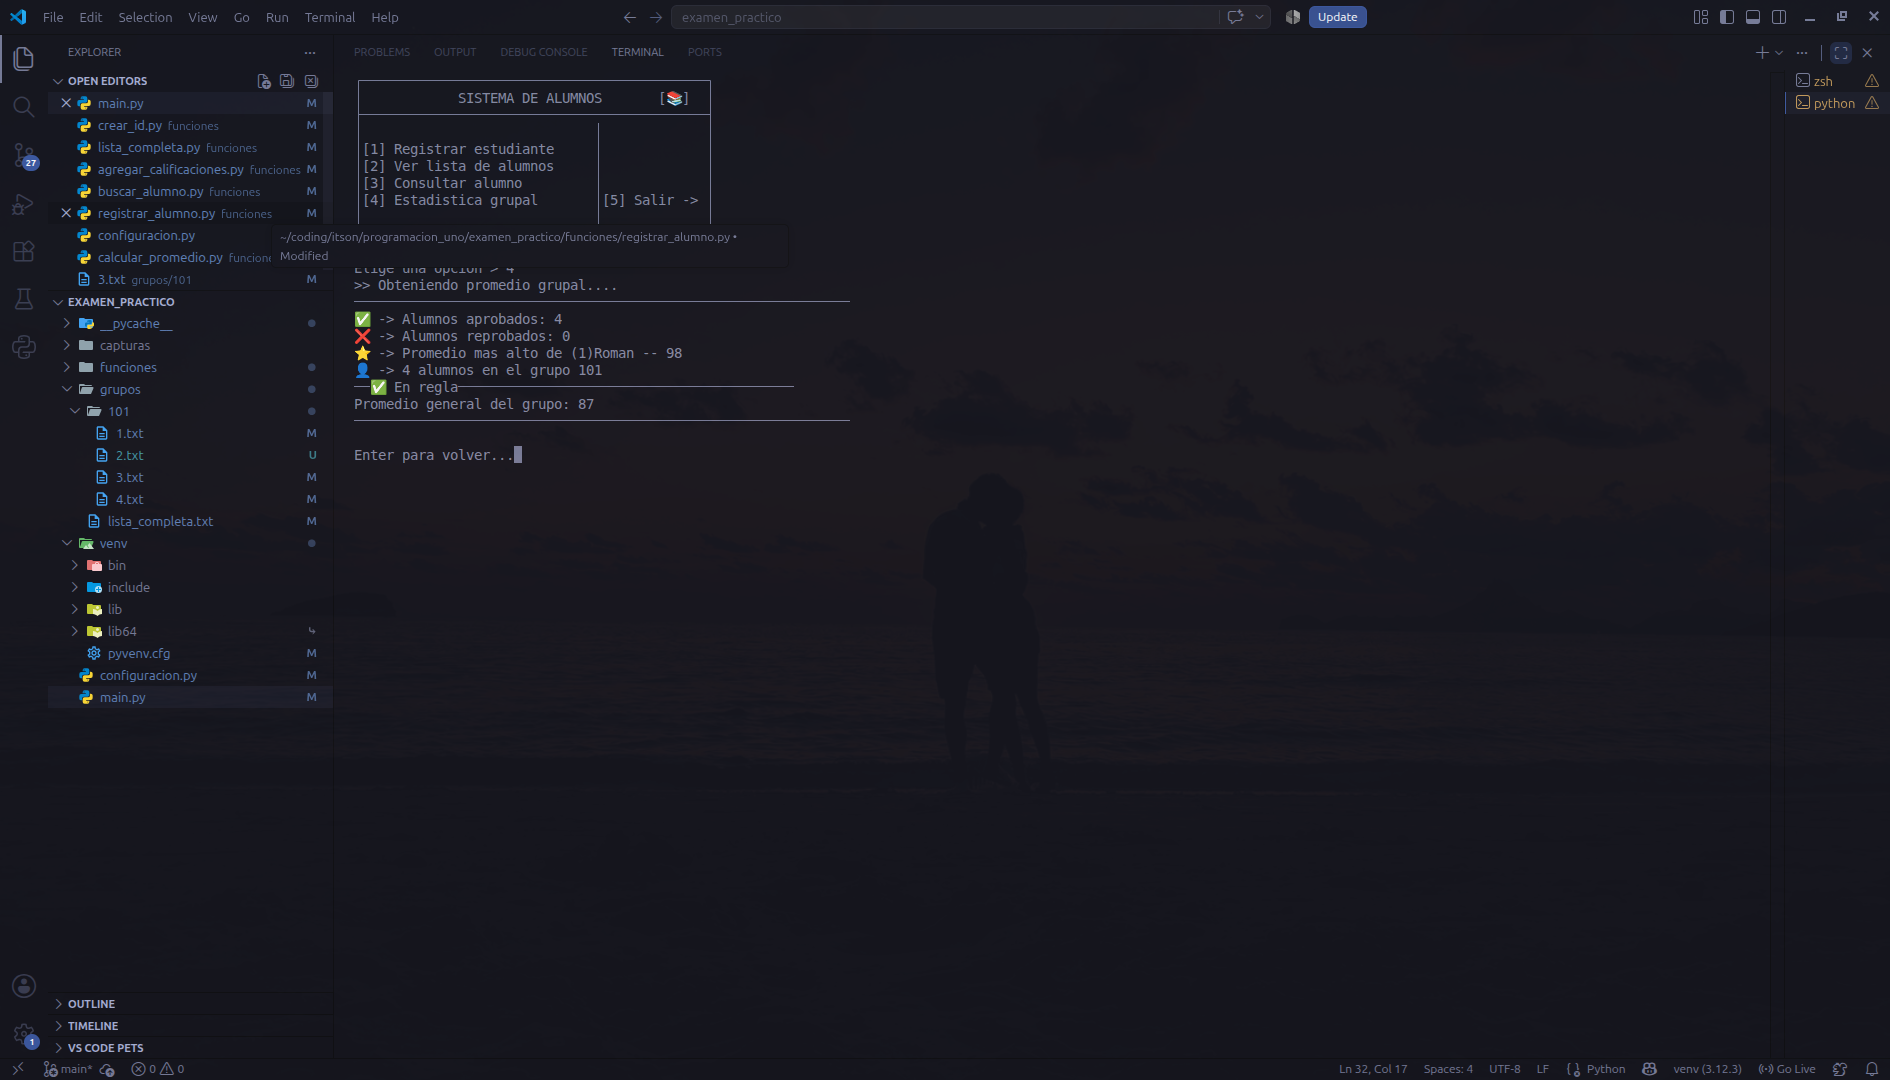 File Edit Selection View Go Run Terminal Help
examen_practico
Update
EXPLORER
OPEN EDITORS
main.py M
crear_id.py funciones M
lista_completa.py funciones M
agregar_calificaciones.py funciones M
buscar_alumno.py funciones M
registrar_alumno.py funciones M
configuracion.py
calcular_promedio.py funcion
3.txt grupos/101 M
EXAMEN_PRACTICO
__pycache__
capturas
funciones
grupos
101
1.txt M
2.txt U
3.txt M
4.txt M
lista_completa.txt M
venv
bin
include
lib
lib64
pyvenv.cfg M
configuracion.py M
main.py M
OUTLINE
TIMELINE
VS CODE PETS
27
1
PROBLEMS OUTPUT DEBUG CONSOLE TERMINAL PORTS
SISTEMA DE ALUMNOS [📚]
[1] Registrar estudiante
[2] Ver lista de alumnos
[3] Consultar alumno
[4] Estadistica grupal [5] Salir ->
~/coding/itson/programacion_uno/examen_practico/funciones/registrar_alumno.py •
Modified
Elige una opcion > 4
>> Obteniendo promedio grupal....
✅ -> Alumnos aprobados: 4
❌ -> Alumnos reprobados: 0
⭐ -> Promedio mas alto de (1)Roman -- 98
👤 -> 4 alumnos en el grupo 101
✅ En regla
Promedio general del grupo: 87
Enter para volver...
zsh
python
main* 0 0
Ln 32, Col 17 Spaces: 4 UTF-8 LF { } Python venv (3.12.3) Go Live